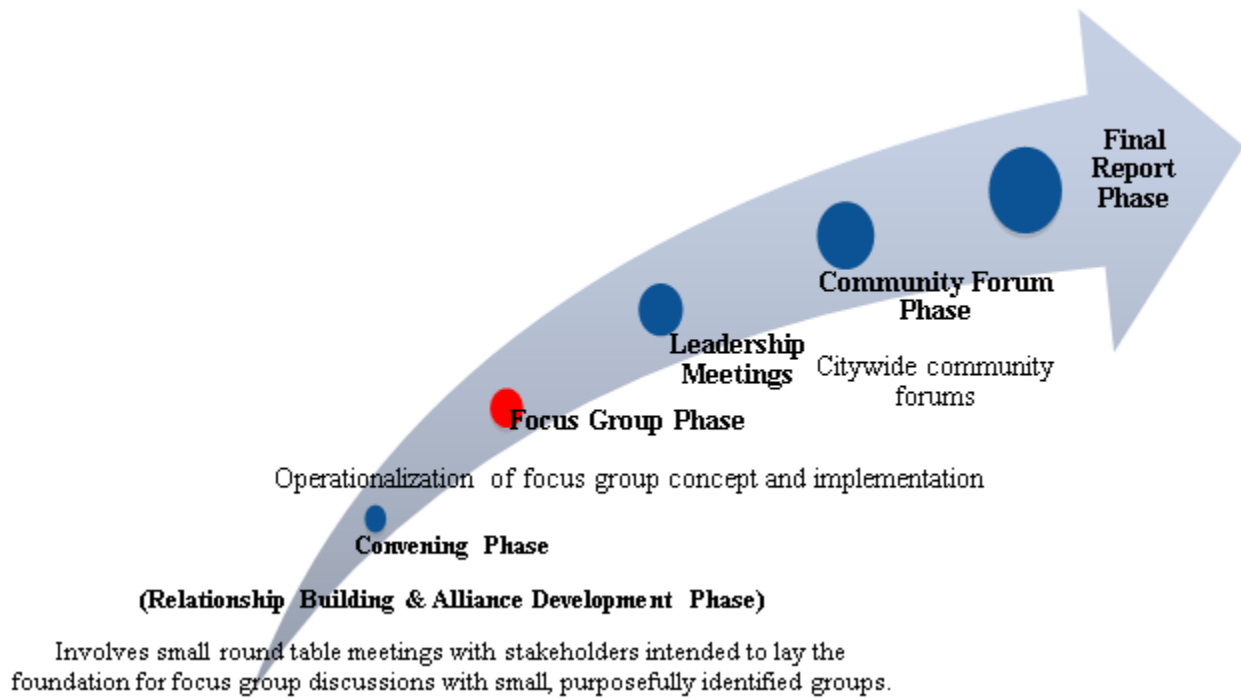 Final
Report
Phase
Community Forum
Phase
Citywide community
forums
Leadership
Meetings
Focus Group Phase
Operationalization of focus group concept and implementation
Convening Phase
(Relationship Building & Alliance Development Phase)
Involves small round table meetings with stakeholders intended to lay the
foundation for focus group discussions with small, purposefully identified groups.